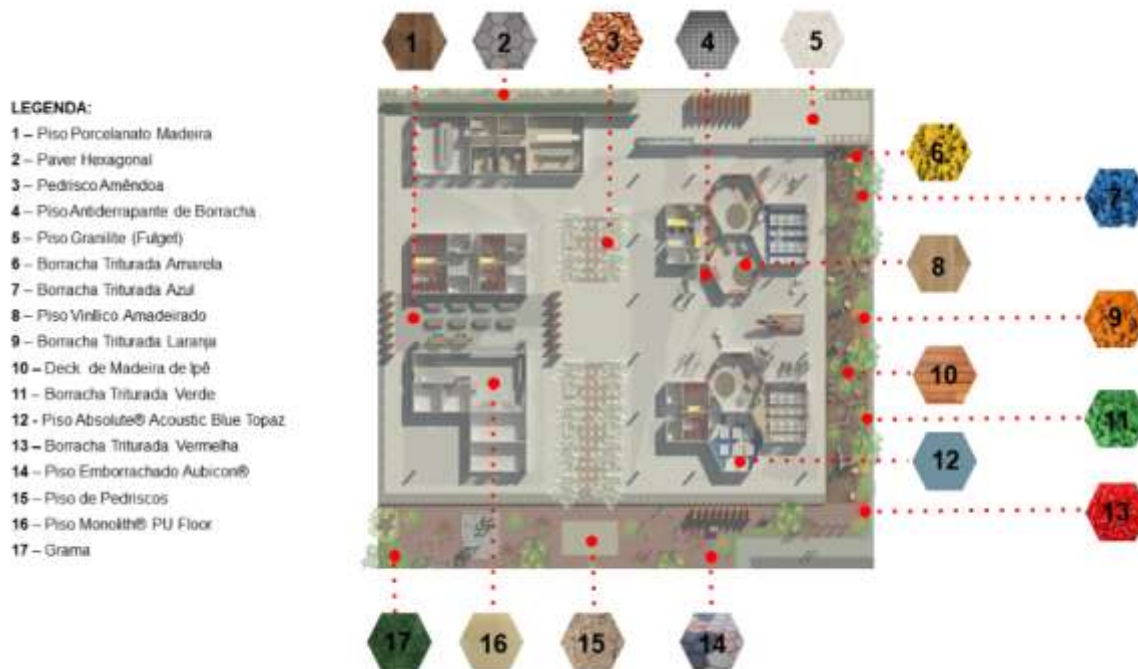 1
2
3
4
5
LEGENDA:
1 – Piso Porcelanato Madeira
2 – Paver Hexagonal
3 – Pedrisco Amêndoa
4 – Piso Antiderrapante de Borracha
5 – Piso Granilite (Fulget)
6 – Borracha Triturada Amarela
7 – Borracha Triturada Azul
8 – Piso Vinílico Amadeirado
9 – Borracha Triturada Laranja
10 – Deck de Madeira de Ipê
11 – Borracha Triturada Verde
12 - Piso Absolute® Acoustic Blue Topaz
13 – Borracha Triturada Vermelha
14 – Piso Emborrachado Aubicon®
15 – Piso de Pedriscos
16 – Piso Monolith® PU Floor
17 – Grama
6
7
8
9
10
11
12
13
17
16
15
14